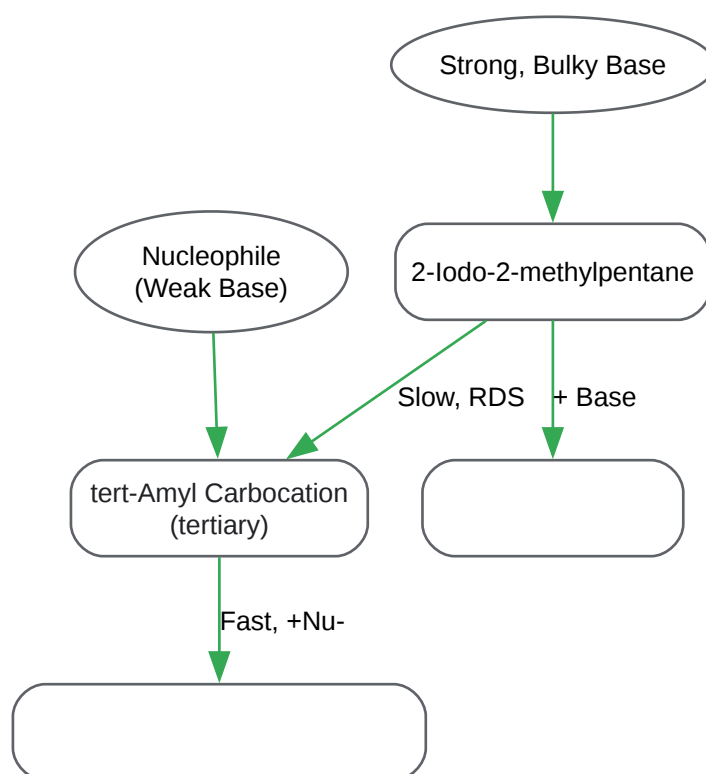 Strong, Bulky Base
Nucleophile
(Weak Base)
2-Iodo-2-methylpentane
Slow, RDS
+ Base
tert-Amyl Carbocation
(tertiary)
Fast, +Nu-